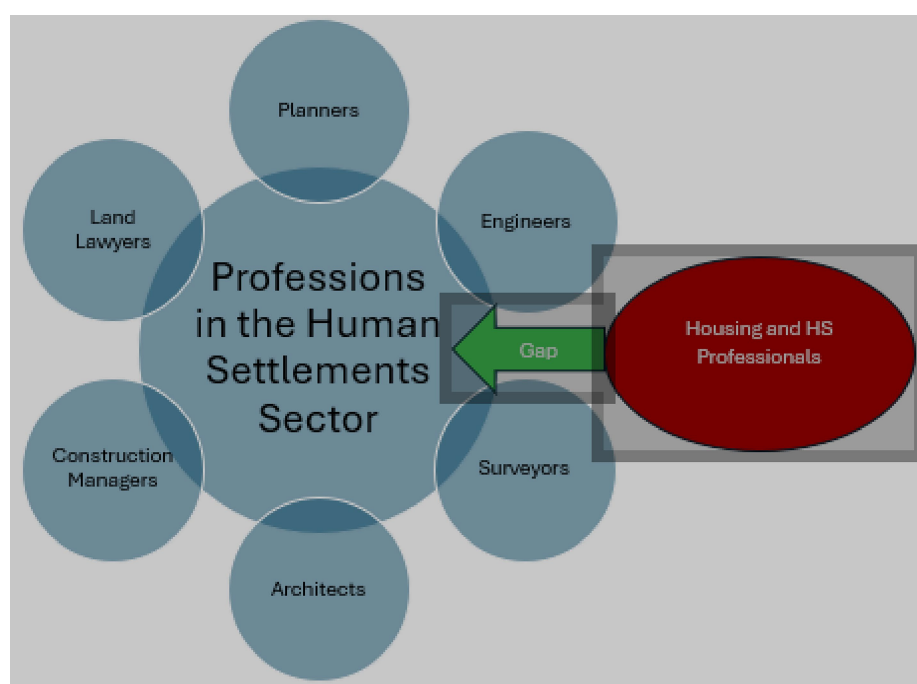 Planners
Land
Lawyers
Engineers
Professions
in the Human
Settlements
Sector
Gap
Housing and HS
Professionals
Construction
Managers
Surveyors
Architects